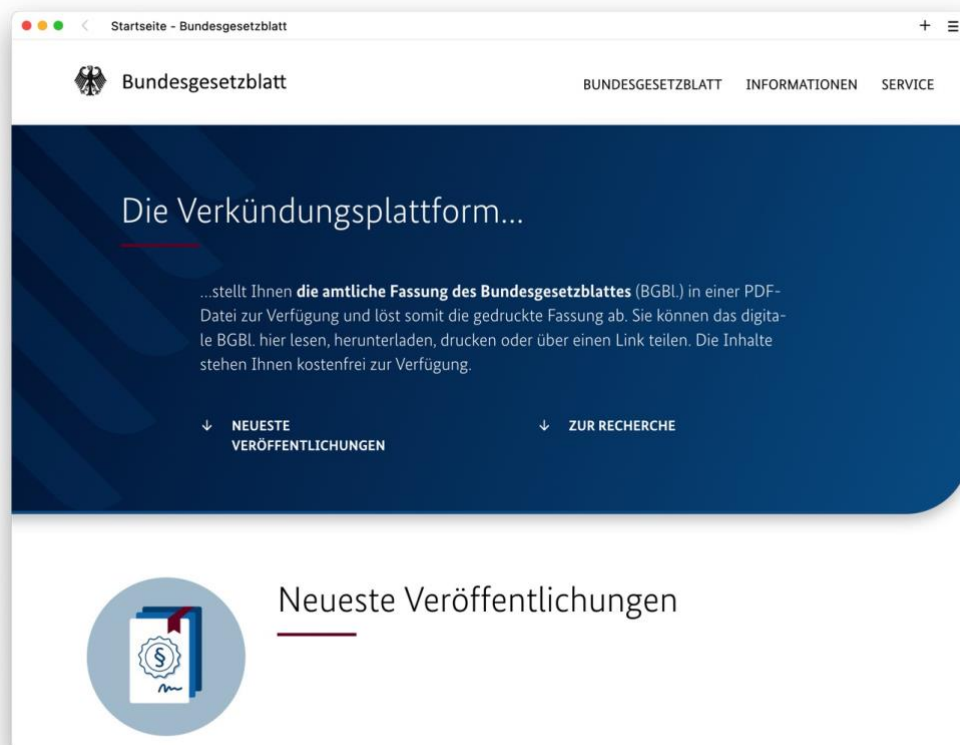 Startseite - Bundesgesetzblatt
Bundesgesetzblatt
BUNDESGESETZBLATT INFORMATIONEN SERVICE
Die Verkündungsplattform...
...stellt Ihnen die amtliche Fassung des Bundesgesetzblattes (BGBl.) in einer PDF-
Datei zur Verfügung und löst somit die gedruckte Fassung ab. Sie können das digita-
le BGBl. hier lesen, herunterladen, drucken oder über einen Link teilen. Die Inhalte
stehen Ihnen kostenfrei zur Verfügung.
↓ NEUESTE
VERÖFFENTLICHUNGEN
↓ ZUR RECHERCHE
§
Neueste Veröffentlichungen